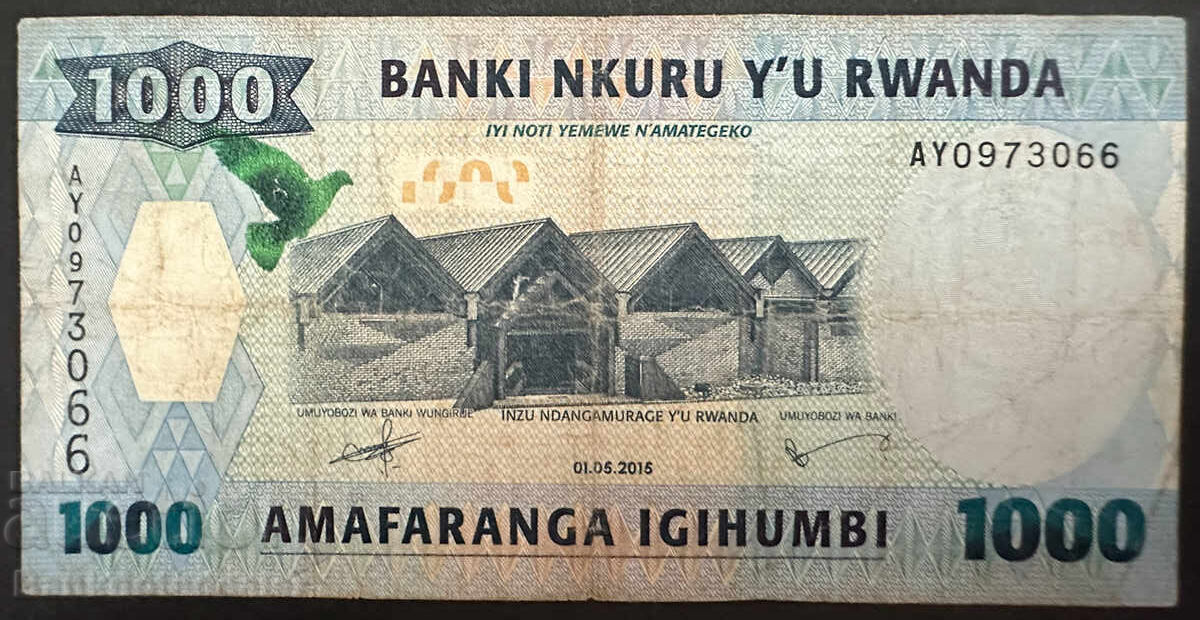 1000
BANKI NKURU Y'U RWANDA
IYI NOTI YEMEWE N'AMATEGEKO
AY0973066
AY0973066
UMUYOBOZI WA BANKI WUNGIRIJE
INZU NDANGAMURAGE Y'U RWANDA
UMUYOBOZI WA BANKI
01.05.2015
1000
AMAFARANGA IGIHUMBI
1000
BALKAN